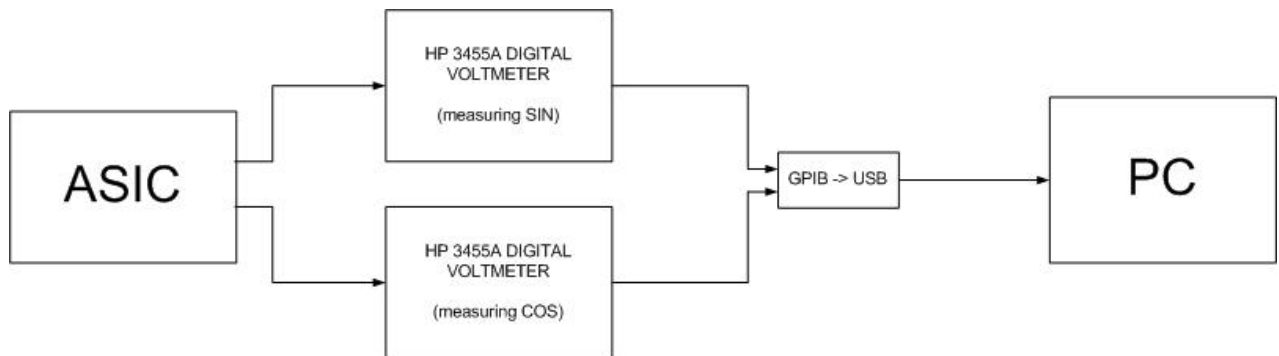 ASIC
HP 3455A DIGITAL
VOLTMETER
(measuring SIN)
HP 3455A DIGITAL
VOLTMETER
(measuring COS)
GPIB -> USB
PC